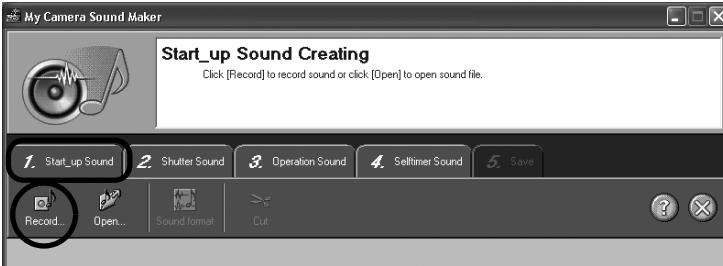 My Camera Sound Maker
Start_up Sound Creating
Click [Record] to record sound or click [Open] to open sound file.
1. Start_up Sound 2. Shutter Sound 3. Operation Sound 4. Selftimer Sound 5. Save
Record... Open... Sound format Cut